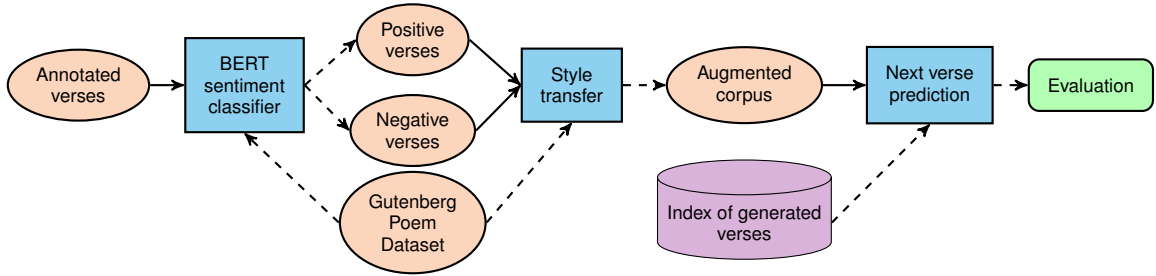 Annotated
verses
BERT
sentiment
classifier
Positive
verses
Negative
verses
Gutenberg
Poem
Dataset
Style
transfer
Augmented
corpus
Index of generated
verses
Next verse
prediction
Evaluation